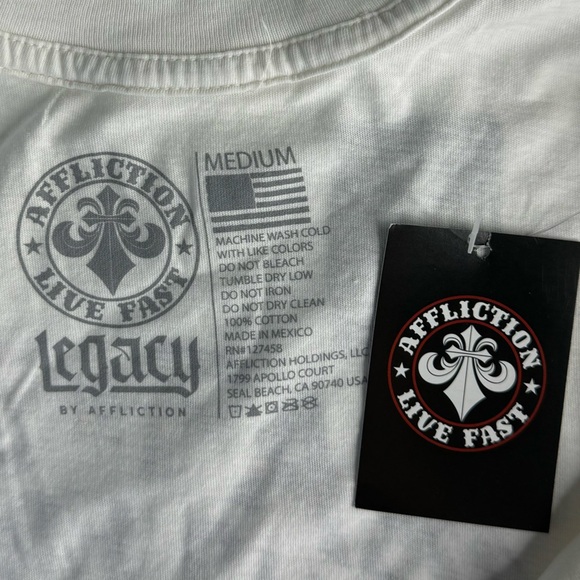 AFFLICTION
LIVE FAST
Legacy
BY AFFLICTION
MEDIUM
MACHINE WASH COLD
WITH LIKE COLORS
DO NOT BLEACH
TUMBLE DRY LOW
DO NOT IRON
DO NOT DRY CLEAN
100% COTTON
MADE IN MEXICO
RN#127458
AFFLICTION HOLDINGS, LLC
1799 APOLLO COURT
SEAL BEACH, CA 90740 USA
AFFLICTION
LIVE FAST